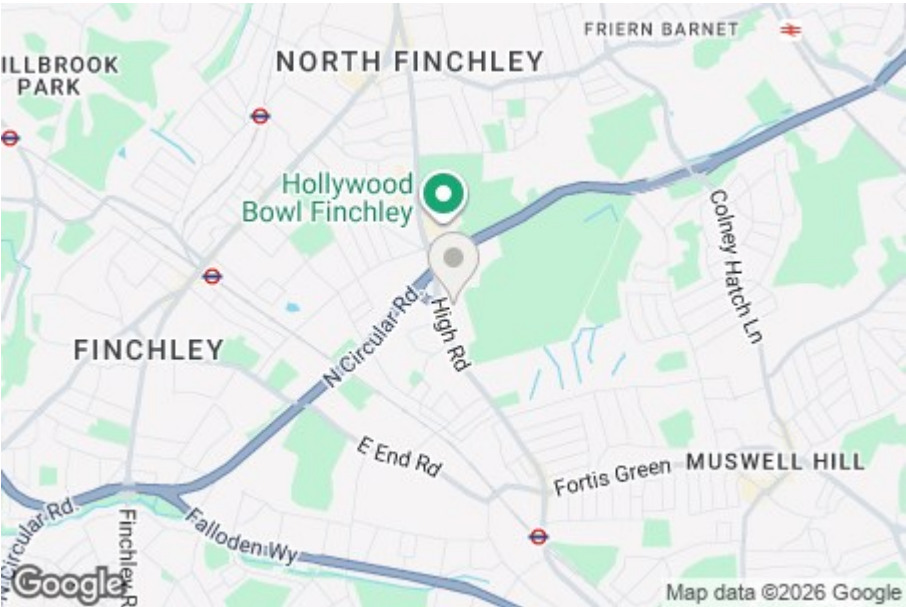 FRIERN BARNET
NORTH FINCHLEY
ILLBROOK
PARK
Hollywood
Bowl Finchley
Colney Hatch Ln
N Circular Rd
High Rd
FINCHLEY
E End Rd
Fortis Green
MUSWELL HILL
N Circular Rd
Finchley R
Falloden Wy
Google
Map data ©2026 Google